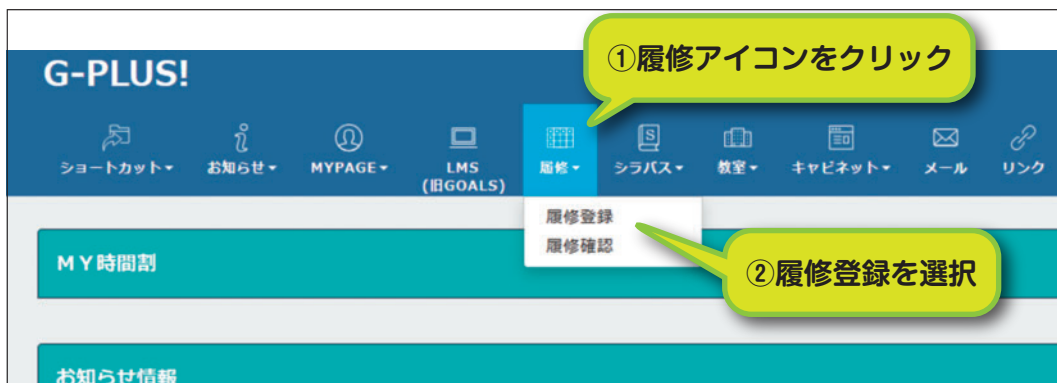 ①履修アイコンをクリック
G-PLUS!
ショートカット▾ お知らせ▾ MYPAGE▾ LMS 履修▾ シラバス▾ 教室▾ キャビネット▾ メール リンク
(旧GOALS)
履修登録
履修確認
②履修登録を選択
ＭＹ時間割
お知らせ情報